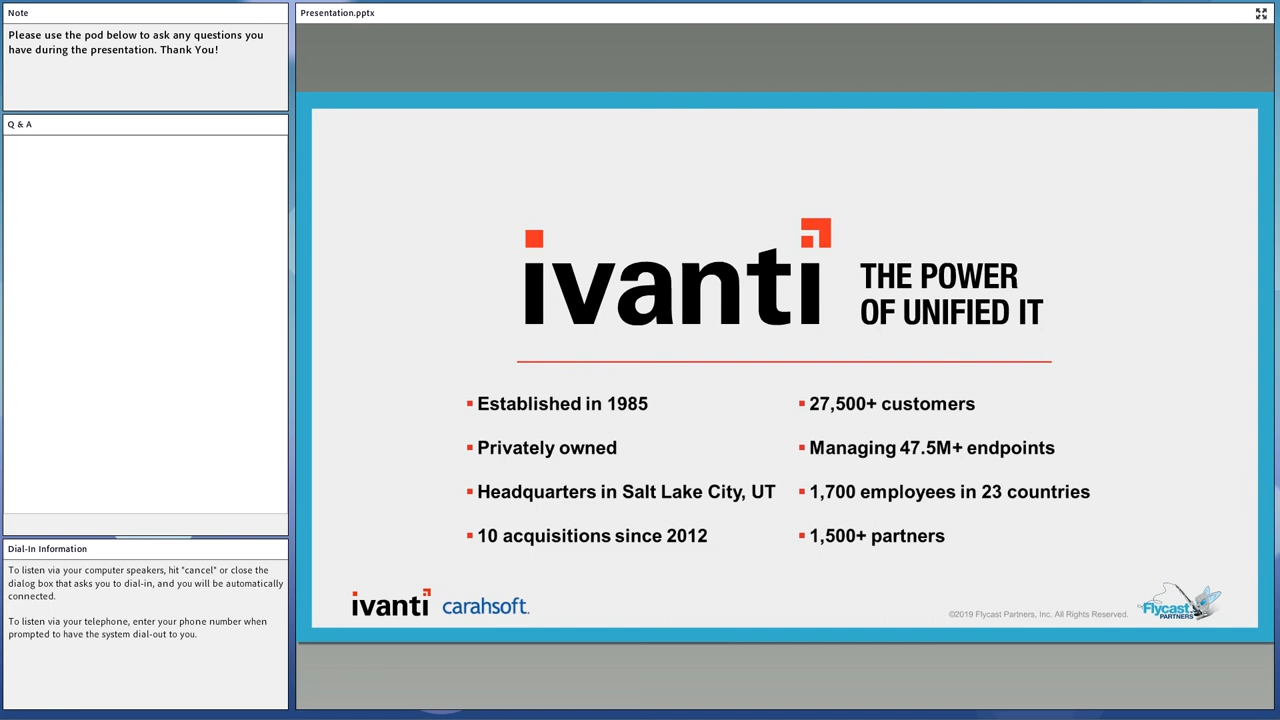 Note
Please use the pod below to ask any questions you
have during the presentation. Thank You!
Q & A
Dial-In Information
To listen via your computer speakers, hit "cancel" or close the
dialog box that asks you to dial-in, and you will be automatically
connected.
To listen via your telephone, enter your phone number when
prompted to have the system dial-out to you.
Presentation.pptx
ivanti
THE POWER
OF UNIFIED IT
Established in 1985
Privately owned
Headquarters in Salt Lake City, UT
10 acquisitions since 2012
27,500+ customers
Managing 47.5M+ endpoints
1,700 employees in 23 countries
1,500+ partners
ivanti carahsoft.
©2019 Flycast Partners, Inc. All Rights Reserved.
Flycast
PARTNERS